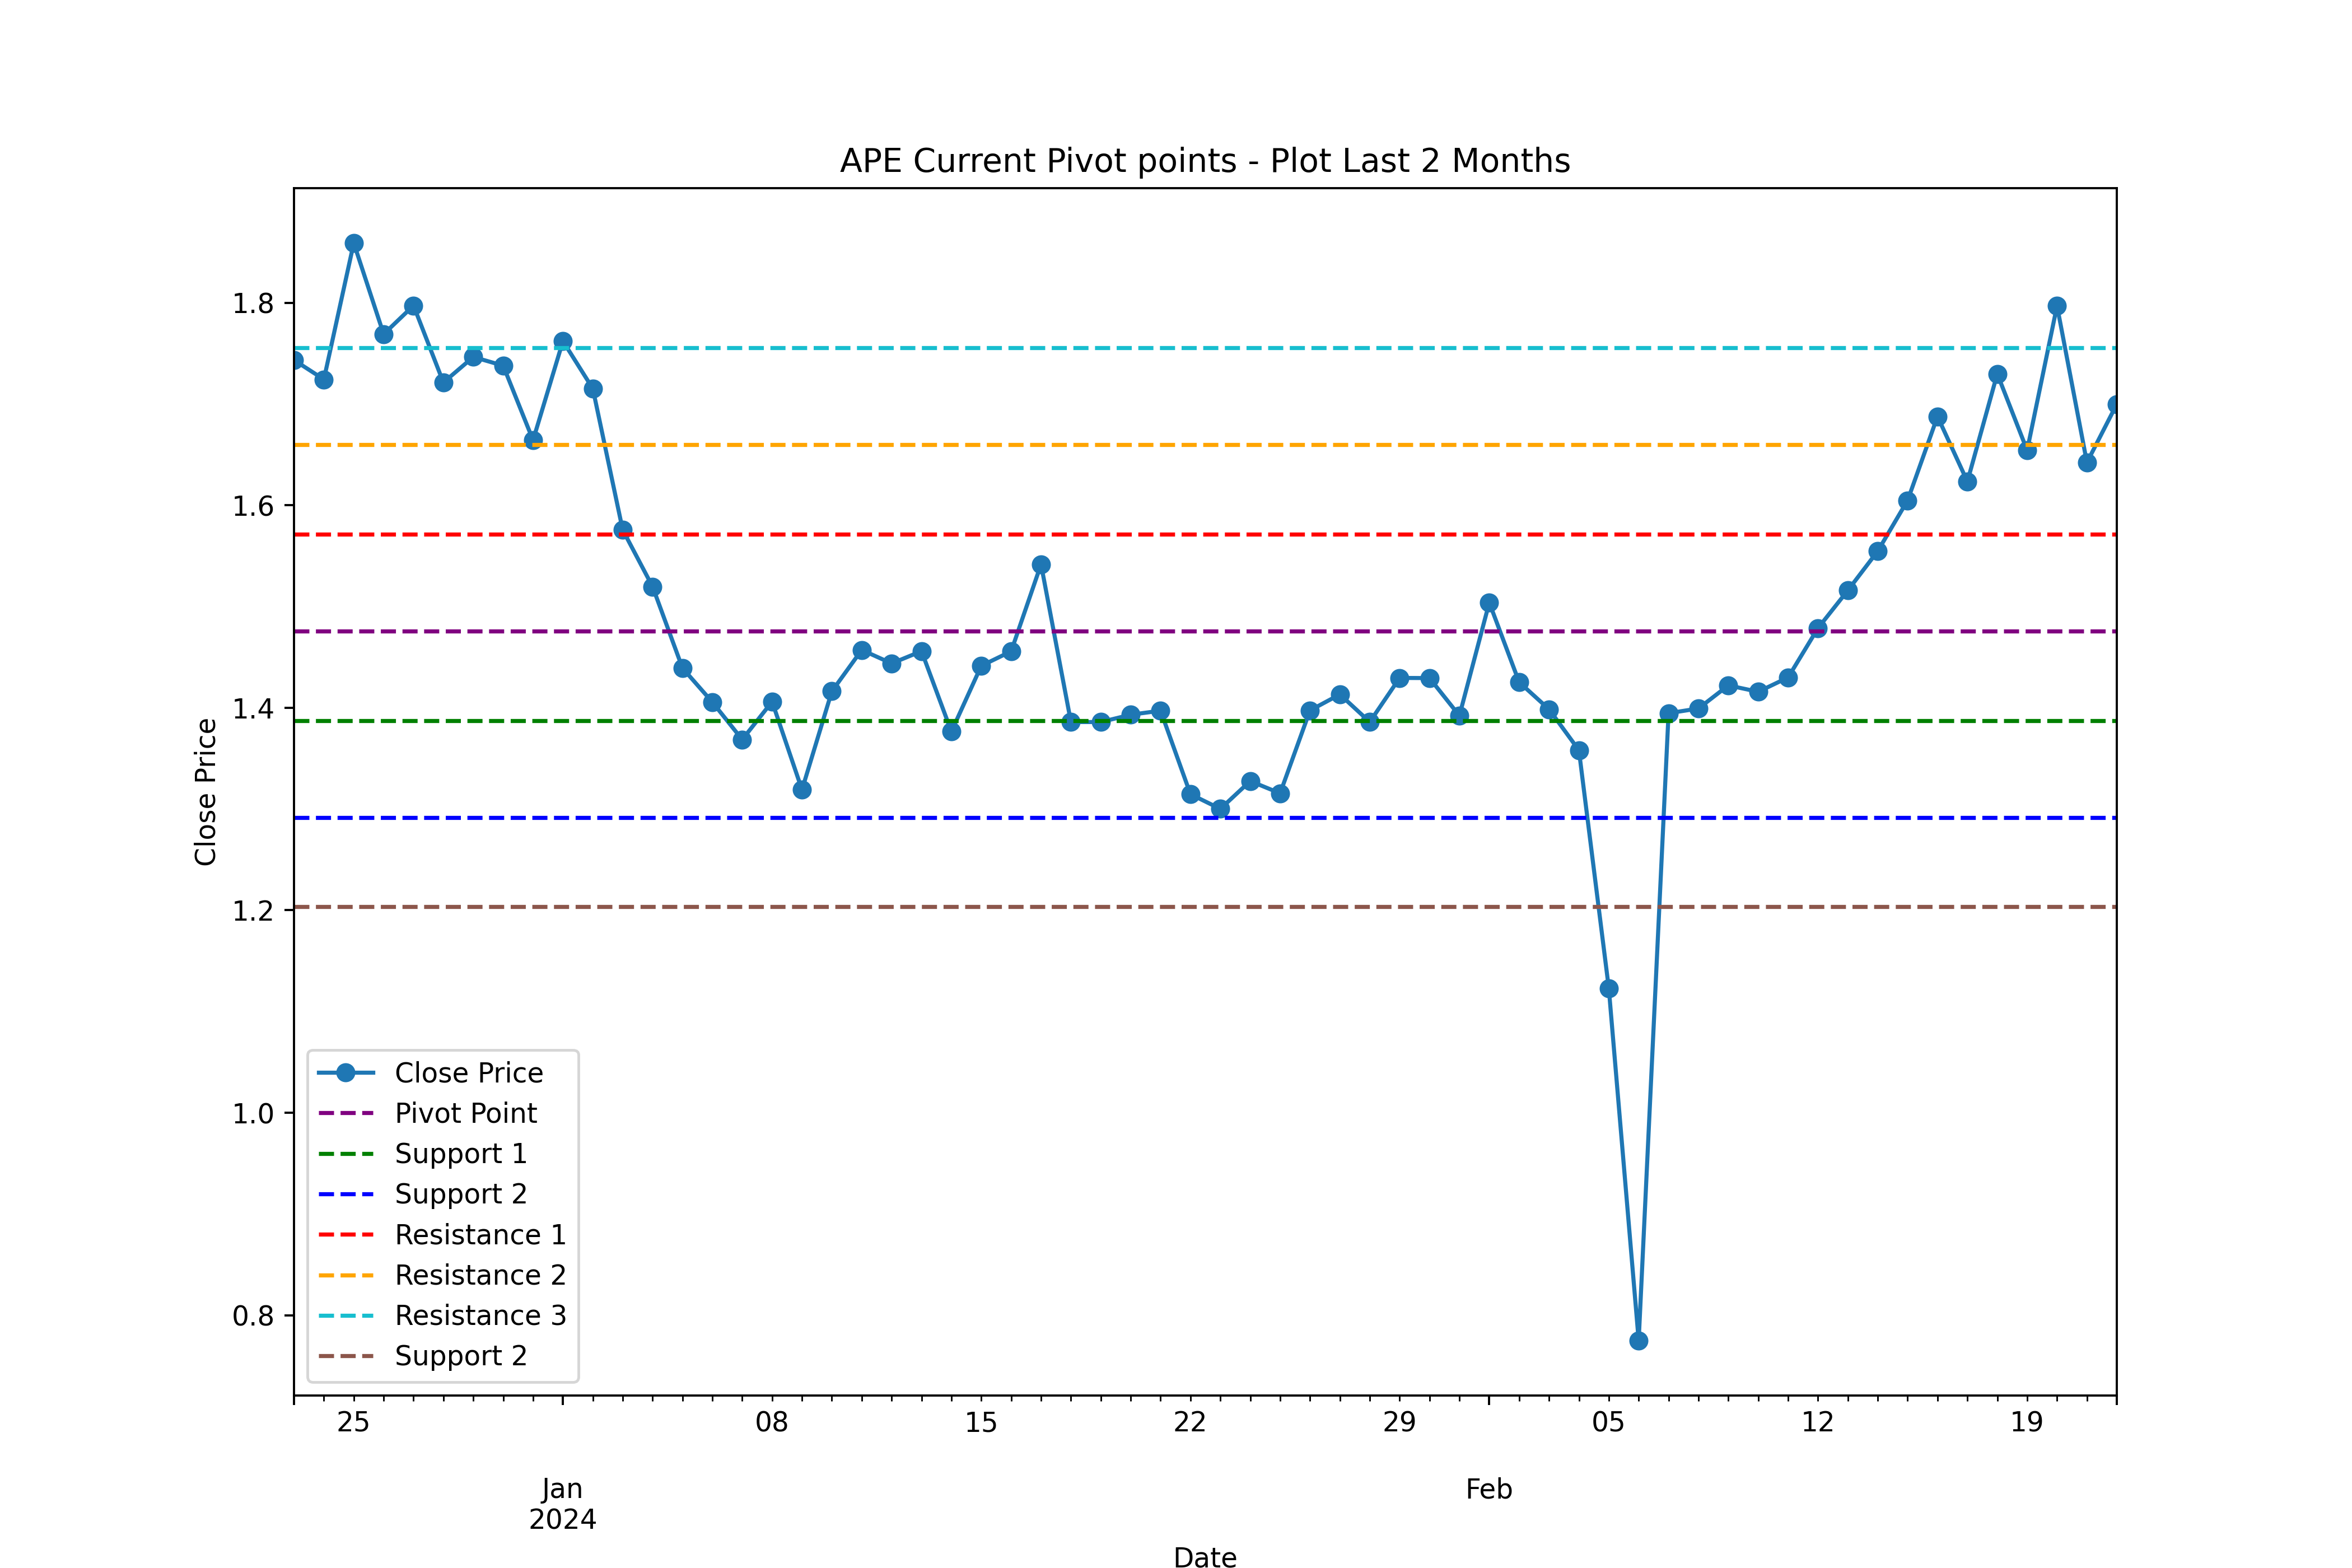 APE Current Pivot points - Plot Last 2 Months
1.8
1.6
1.4
1.2
1.0
0.8
Close Price
Close Price
Pivot Point
Support 1
Support 2
Resistance 1
Resistance 2
Resistance 3
Support 2
25 08 15 22 29 05 12 19
Jan Feb
2024
Date